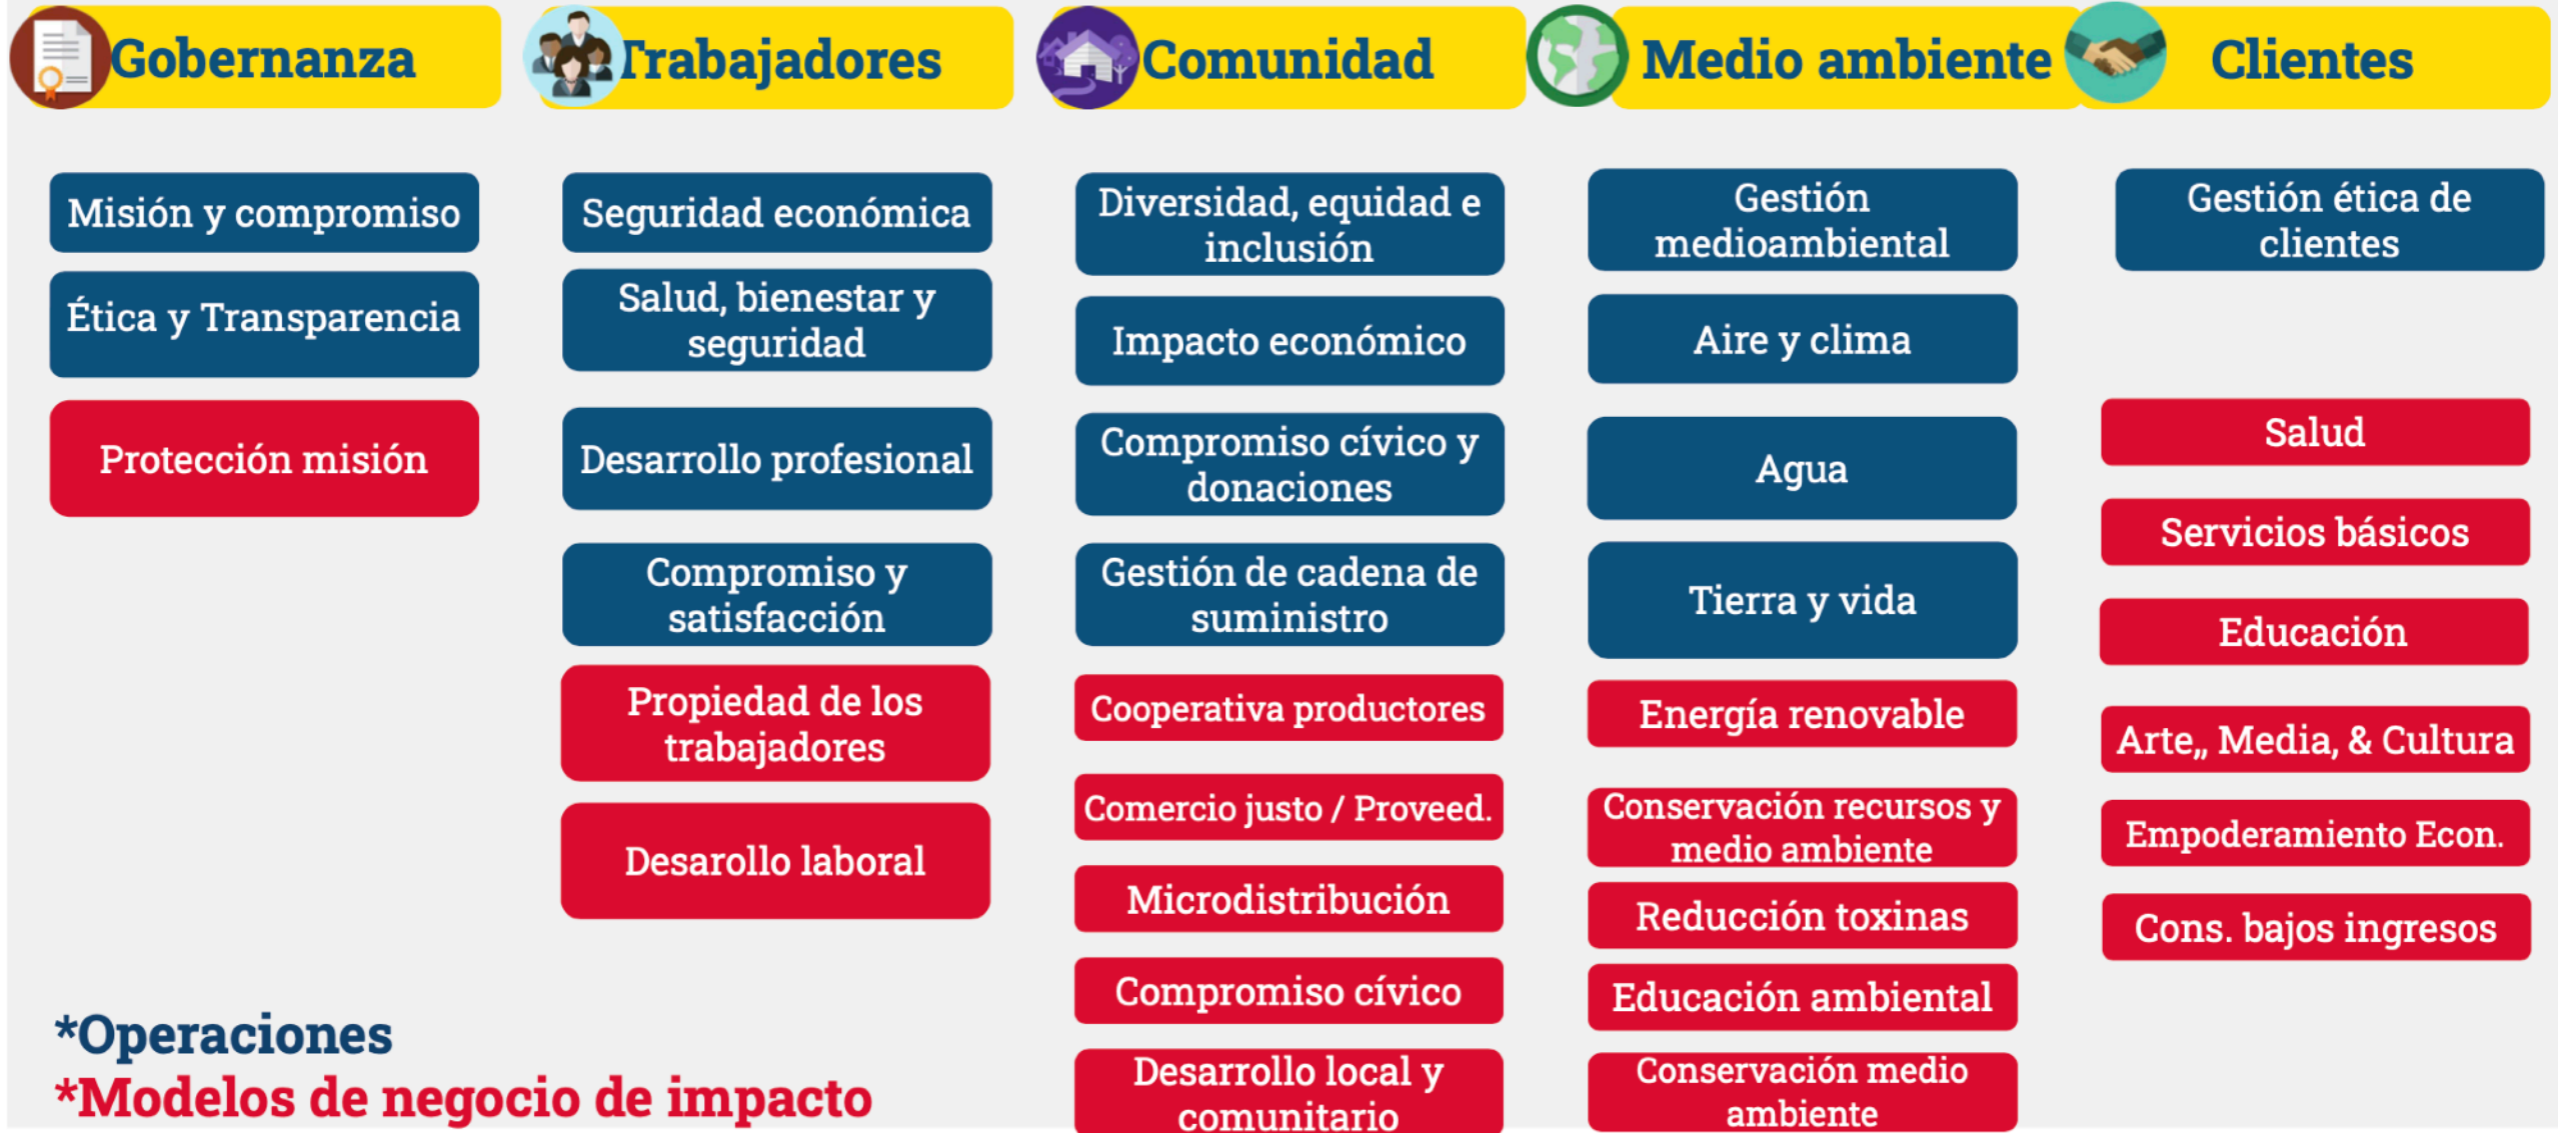 Gobernanza
Trabajadores
Comunidad
Medio ambiente
Clientes
Misión y compromiso
Ética y Transparencia
Protección misión
Seguridad económica
Salud, bienestar y
seguridad
Desarrollo profesional
Compromiso y
satisfacción
Propiedad de los
trabajadores
Desarollo laboral
Diversidad, equidad e
inclusión
Impacto económico
Compromiso cívico y
donaciones
Gestión de cadena de
suministro
Cooperativa productores
Comercio justo / Proveed.
Microdistribución
Compromiso cívico
Desarrollo local y
comunitario
Gestión
medioambiental
Aire y clima
Agua
Tierra y vida
Energía renovable
Conservación recursos y
medio ambiente
Reducción toxinas
Educación ambiental
Conservación medio
ambiente
Gestión ética de
clientes
Salud
Servicios básicos
Educación
Arte,, Media, & Cultura
Empoderamiento Econ.
Cons. bajos ingresos
*Operaciones
*Modelos de negocio de impacto